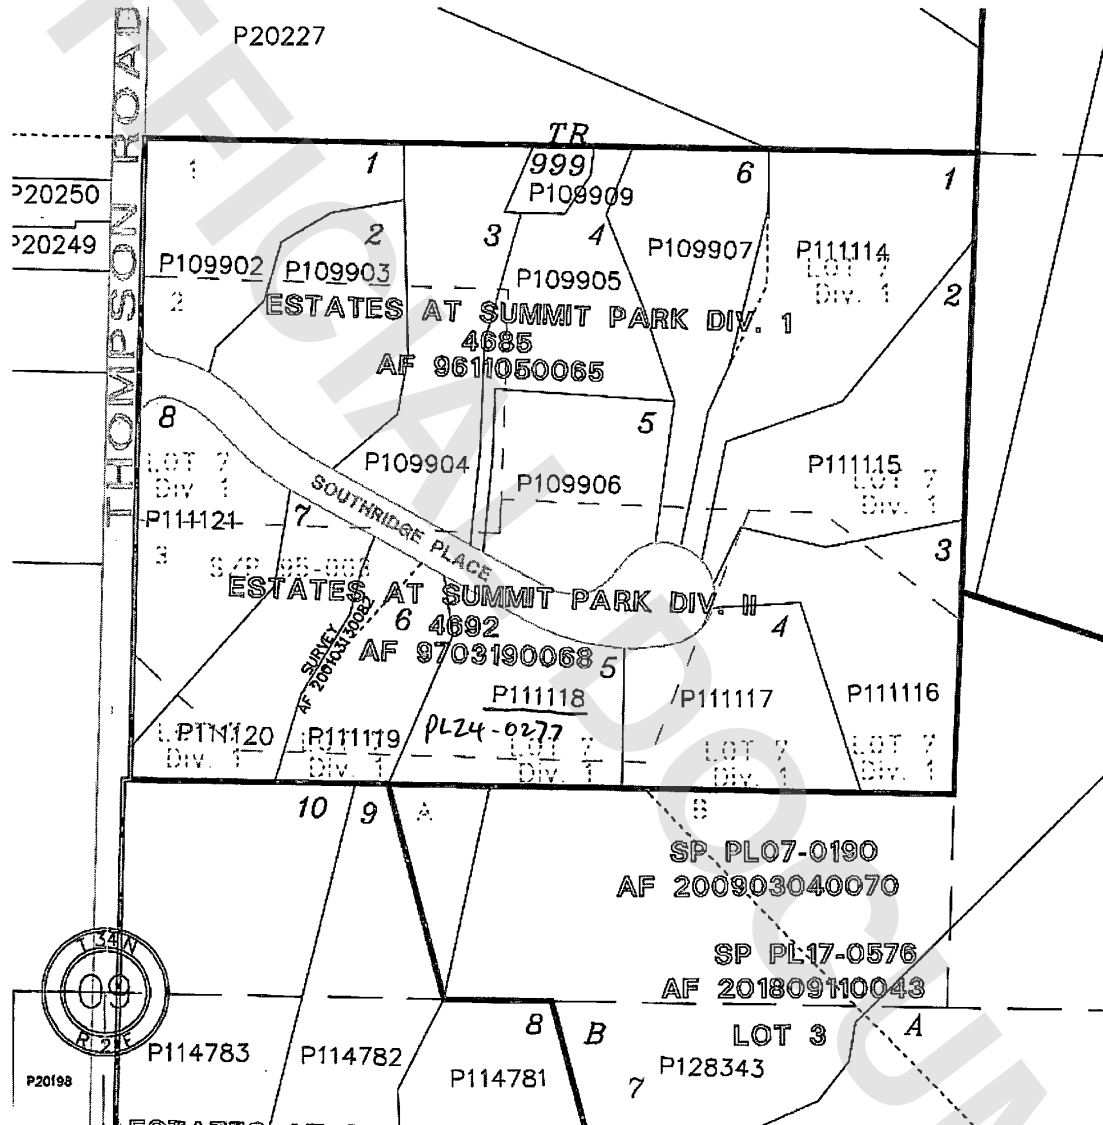 P20227
THOMPSON ROAD
TR
999
P109909
1
1
6
1
P20250
P20249
2
3
4
P109907
P111114
LOT 7
Div. 1
2
P109902
P109903
P109905
2
ESTATES AT SUMMIT PARK DIV. 1
4685
AF 9611050065
8
5
LOT 7
Div 1
P109904
P109906
P111115
LOT 7
Div. 1
SOUTHRIDGE PLACE
P111121
7
3
3
ESTATES AT SUMMIT PARK DIV. II
6
4692
AF 9703190068
4
5
SURVEY
AF 200103130082
P111118
PL24-0277
P111117
P111116
P111120
Div. 1
P111119
DIV. 1
LOT 7
Div. 1
LOT 7
Div. 1
LOT 7
Div. 1
10
9
A
B
SP PL07-0190
AF 200903040070
SP PL17-0576
AF 201809110043
LOT 3
A
T 34 N
09
R 2 E
8
B
P114783
P114782
P114781
7
P128343
P20198